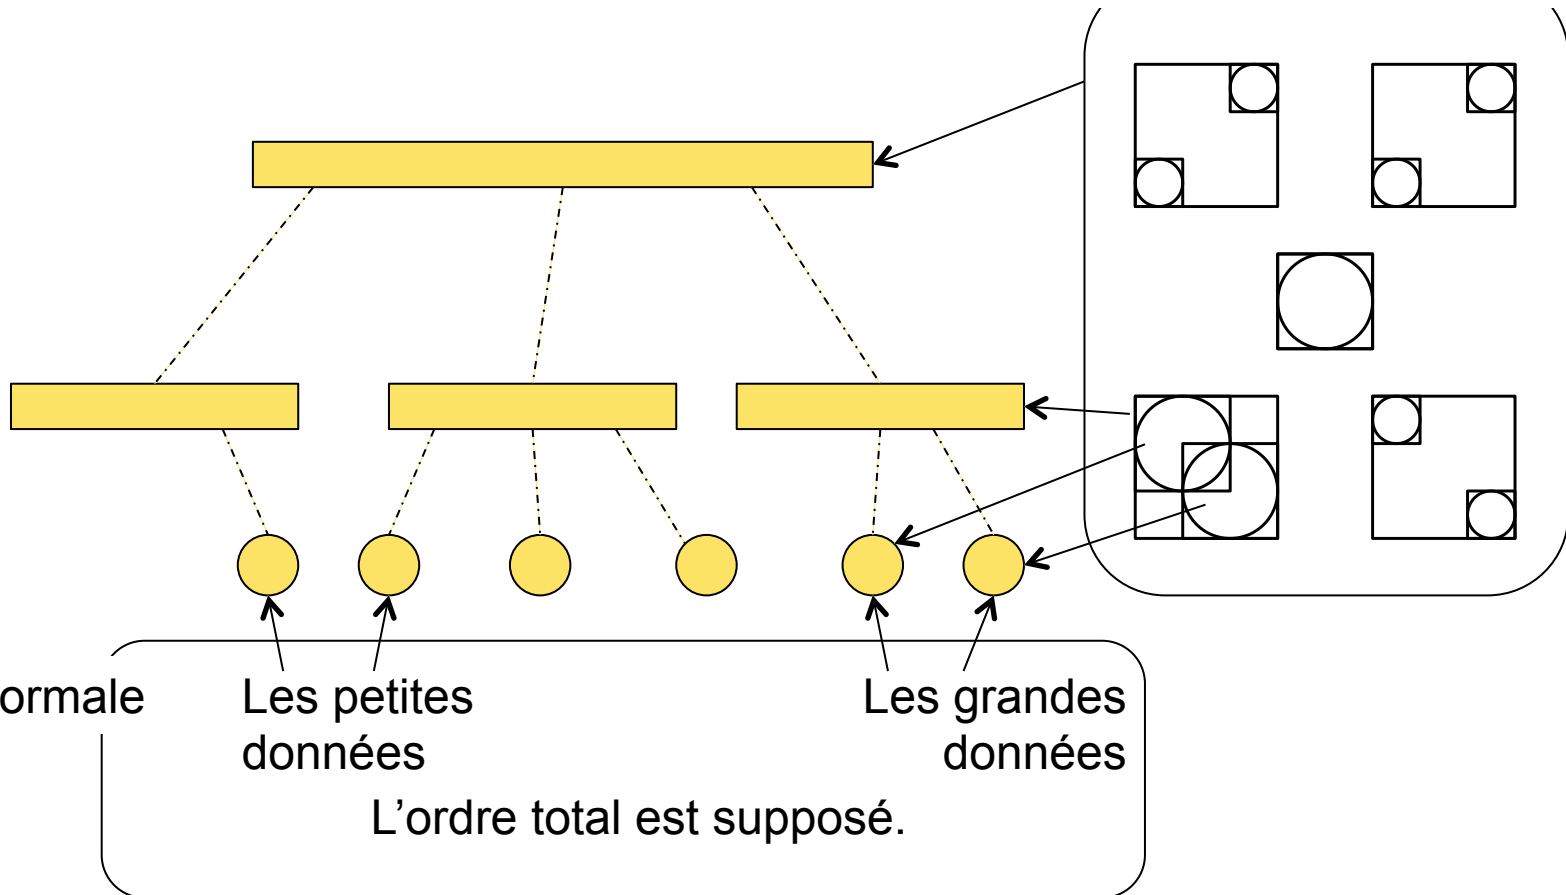 ormale
Les petites
données
Les grandes
données
L’ordre total est supposé.